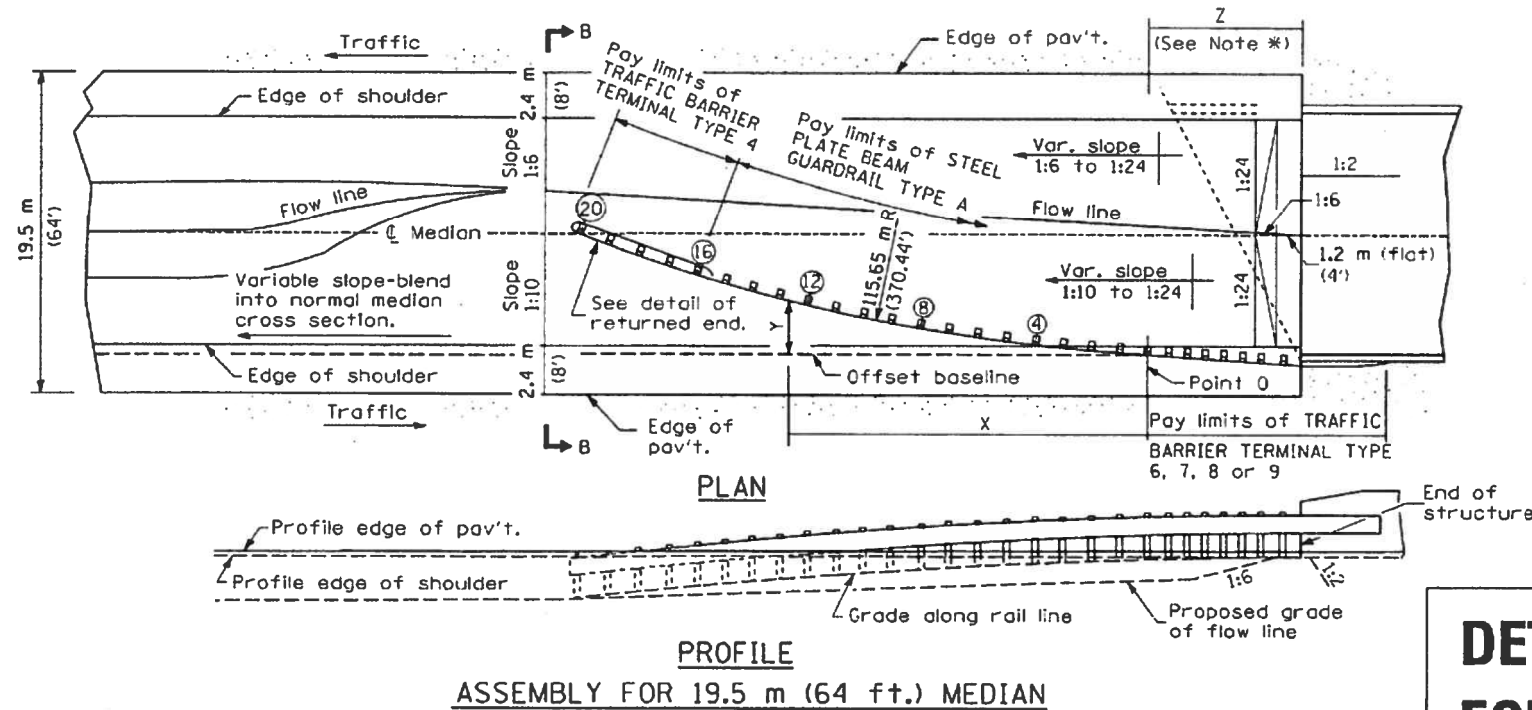 Traffic
B
Edge of pav't.
Z
(See Note *)
Edge of shoulder
2.4 m
(8')
Pay limits of
TRAFFIC BARRIER
TERMINAL TYPE 4
Pay limits of STEEL
PLATE BEAM
GUARDRAIL TYPE A
Var. slope
1:6 to 1:24
1:24
1:2
1:6
Slope
1:6
19.5 m
(64')
Flow line
Flow line
20
℄ Median
1.2 m (flat)
(4')
16
115.65 m R
(370.44')
12
Var. slope
1:10 to 1:24
1:24
Variable slope-blend
into normal median
cross section.
Slope
1:10
See detail of
returned end.
Y
8
4
Edge of shoulder
2.4 m
(8')
Offset baseline
Point O
Traffic
B
Edge of
pav't.
X
Pay limits of TRAFFIC
BARRIER TERMINAL TYPE
6, 7, 8 or 9
PLAN
End of
structure
Profile edge of pav't.
Profile edge of shoulder
1:6
1:2
Grade along rail line
Proposed grade
of flow line
PROFILE
ASSEMBLY FOR 19.5 m (64 ft.) MEDIAN